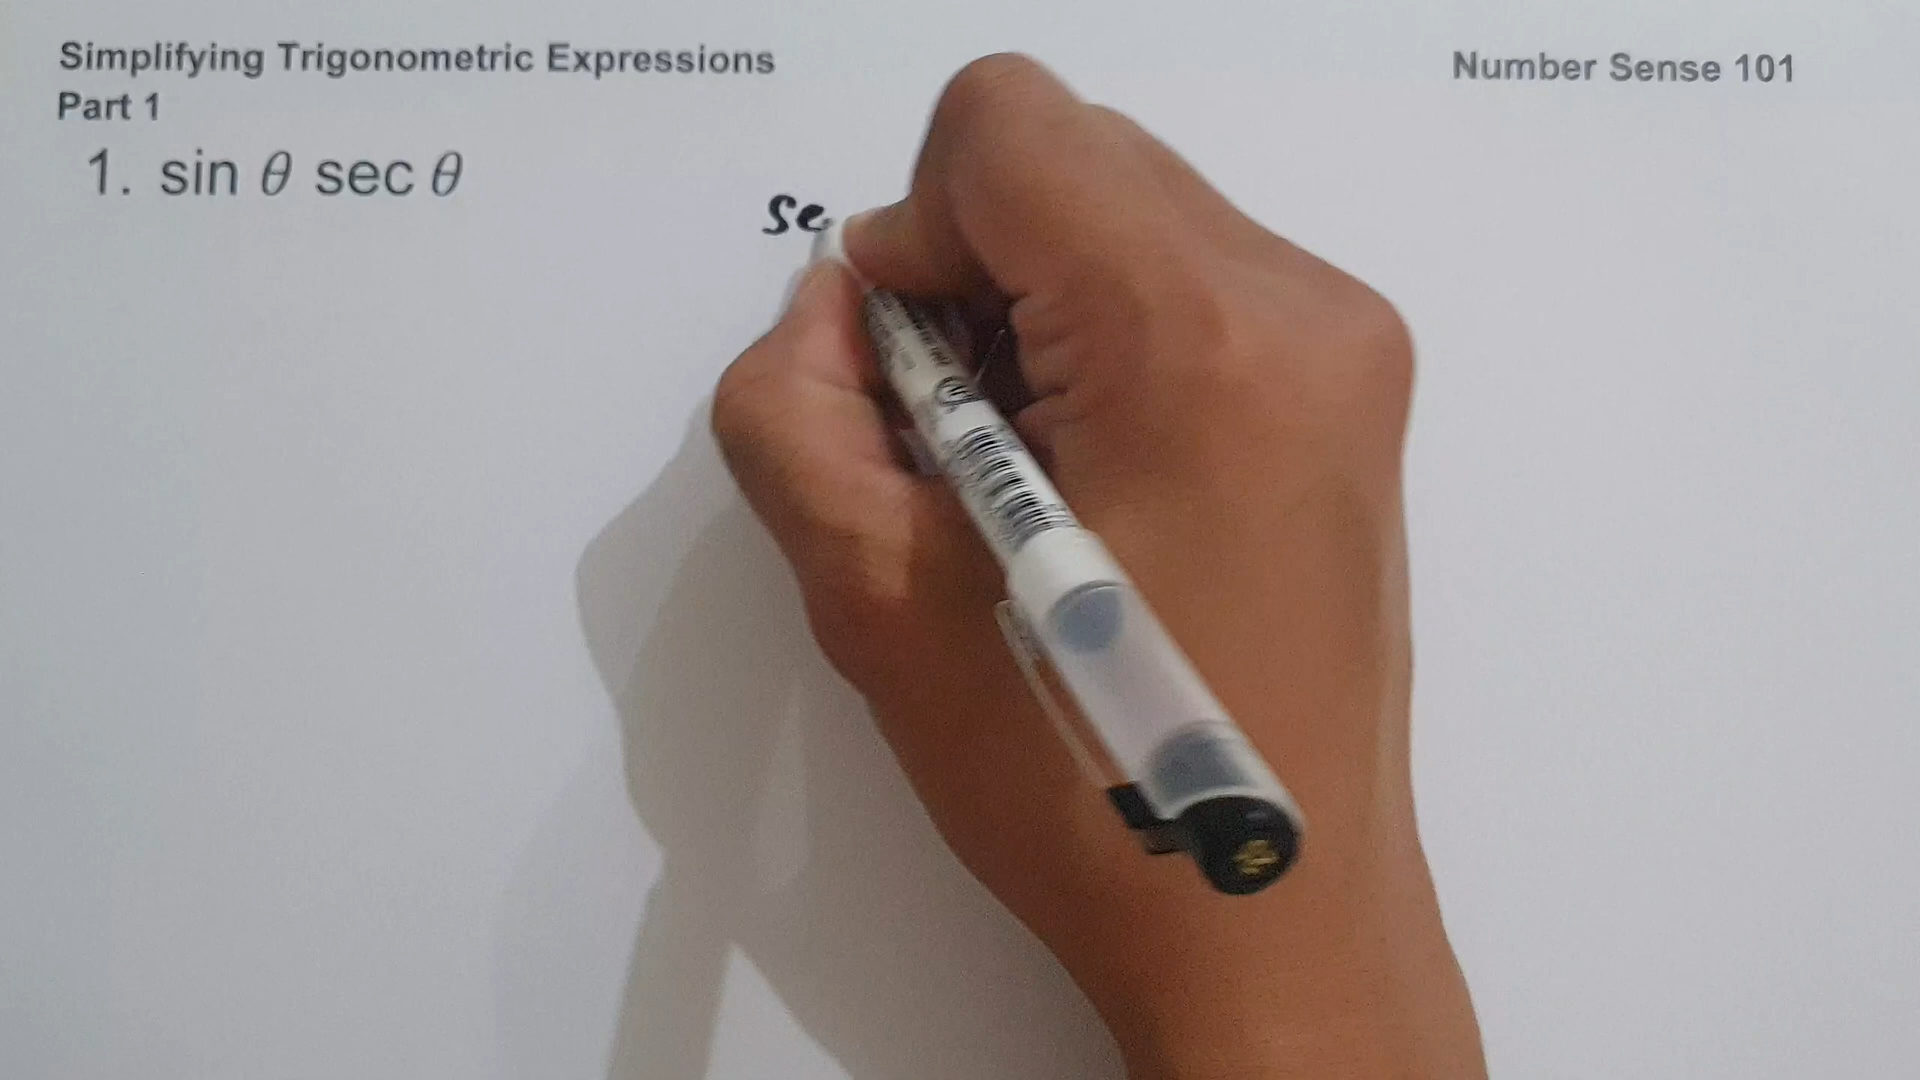 Simplifying Trigonometric Expressions
Number Sense 101
Part 1
1. sin θ sec θ
se